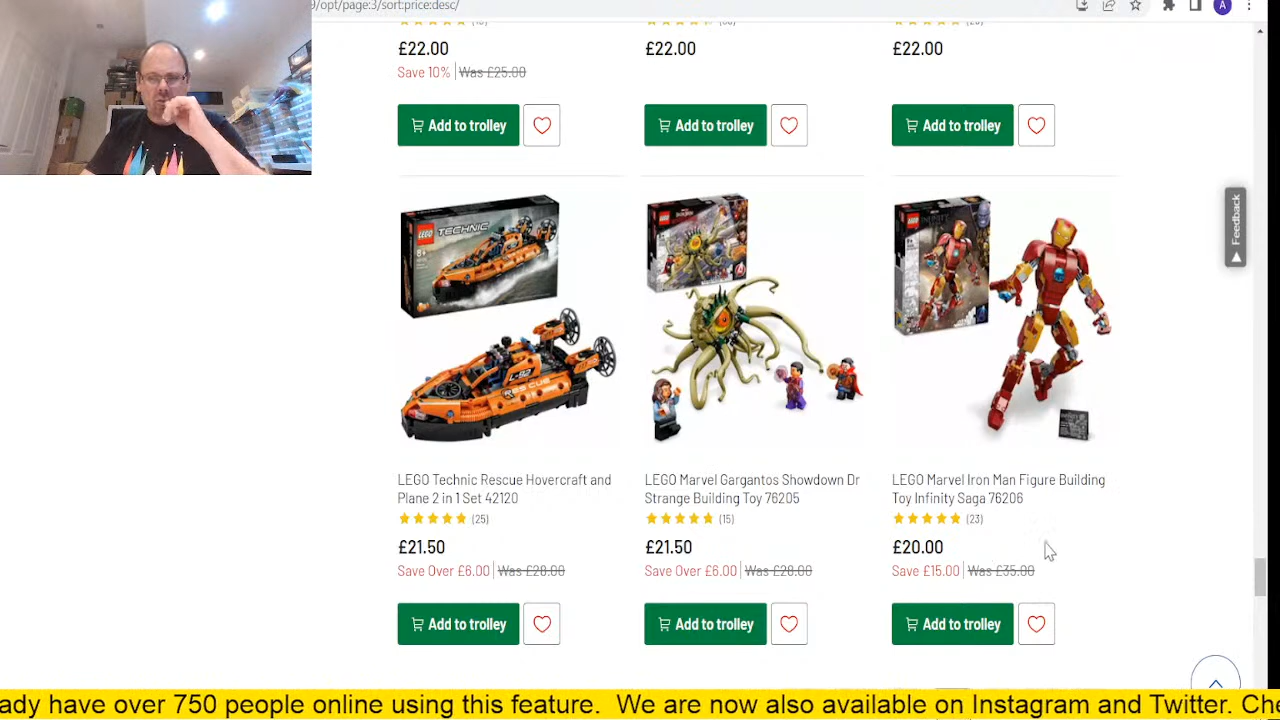 9/opt/page:3/sort:price:desc/
A
£22.00
Save 10% Was £25.00
Add to trolley
£22.00
Add to trolley
£22.00
Add to trolley
Feedback
LEGO
TECHNIC
8+
L-92
RESCUE
LEGO Technic Rescue Hovercraft and
Plane 2 in 1 Set 42120
(25)
£21.50
Save Over £6.00 Was £28.00
Add to trolley
LEGO Marvel Gargantos Showdown Dr
Strange Building Toy 76205
(15)
£21.50
Save Over £6.00 Was £28.00
Add to trolley
LEGO Marvel Iron Man Figure Building
Toy Infinity Saga 76206
(23)
£20.00
Save £15.00 Was £35.00
Add to trolley
ady have over 750 people online using this feature. We are now also available on Instagram and Twitter. Che